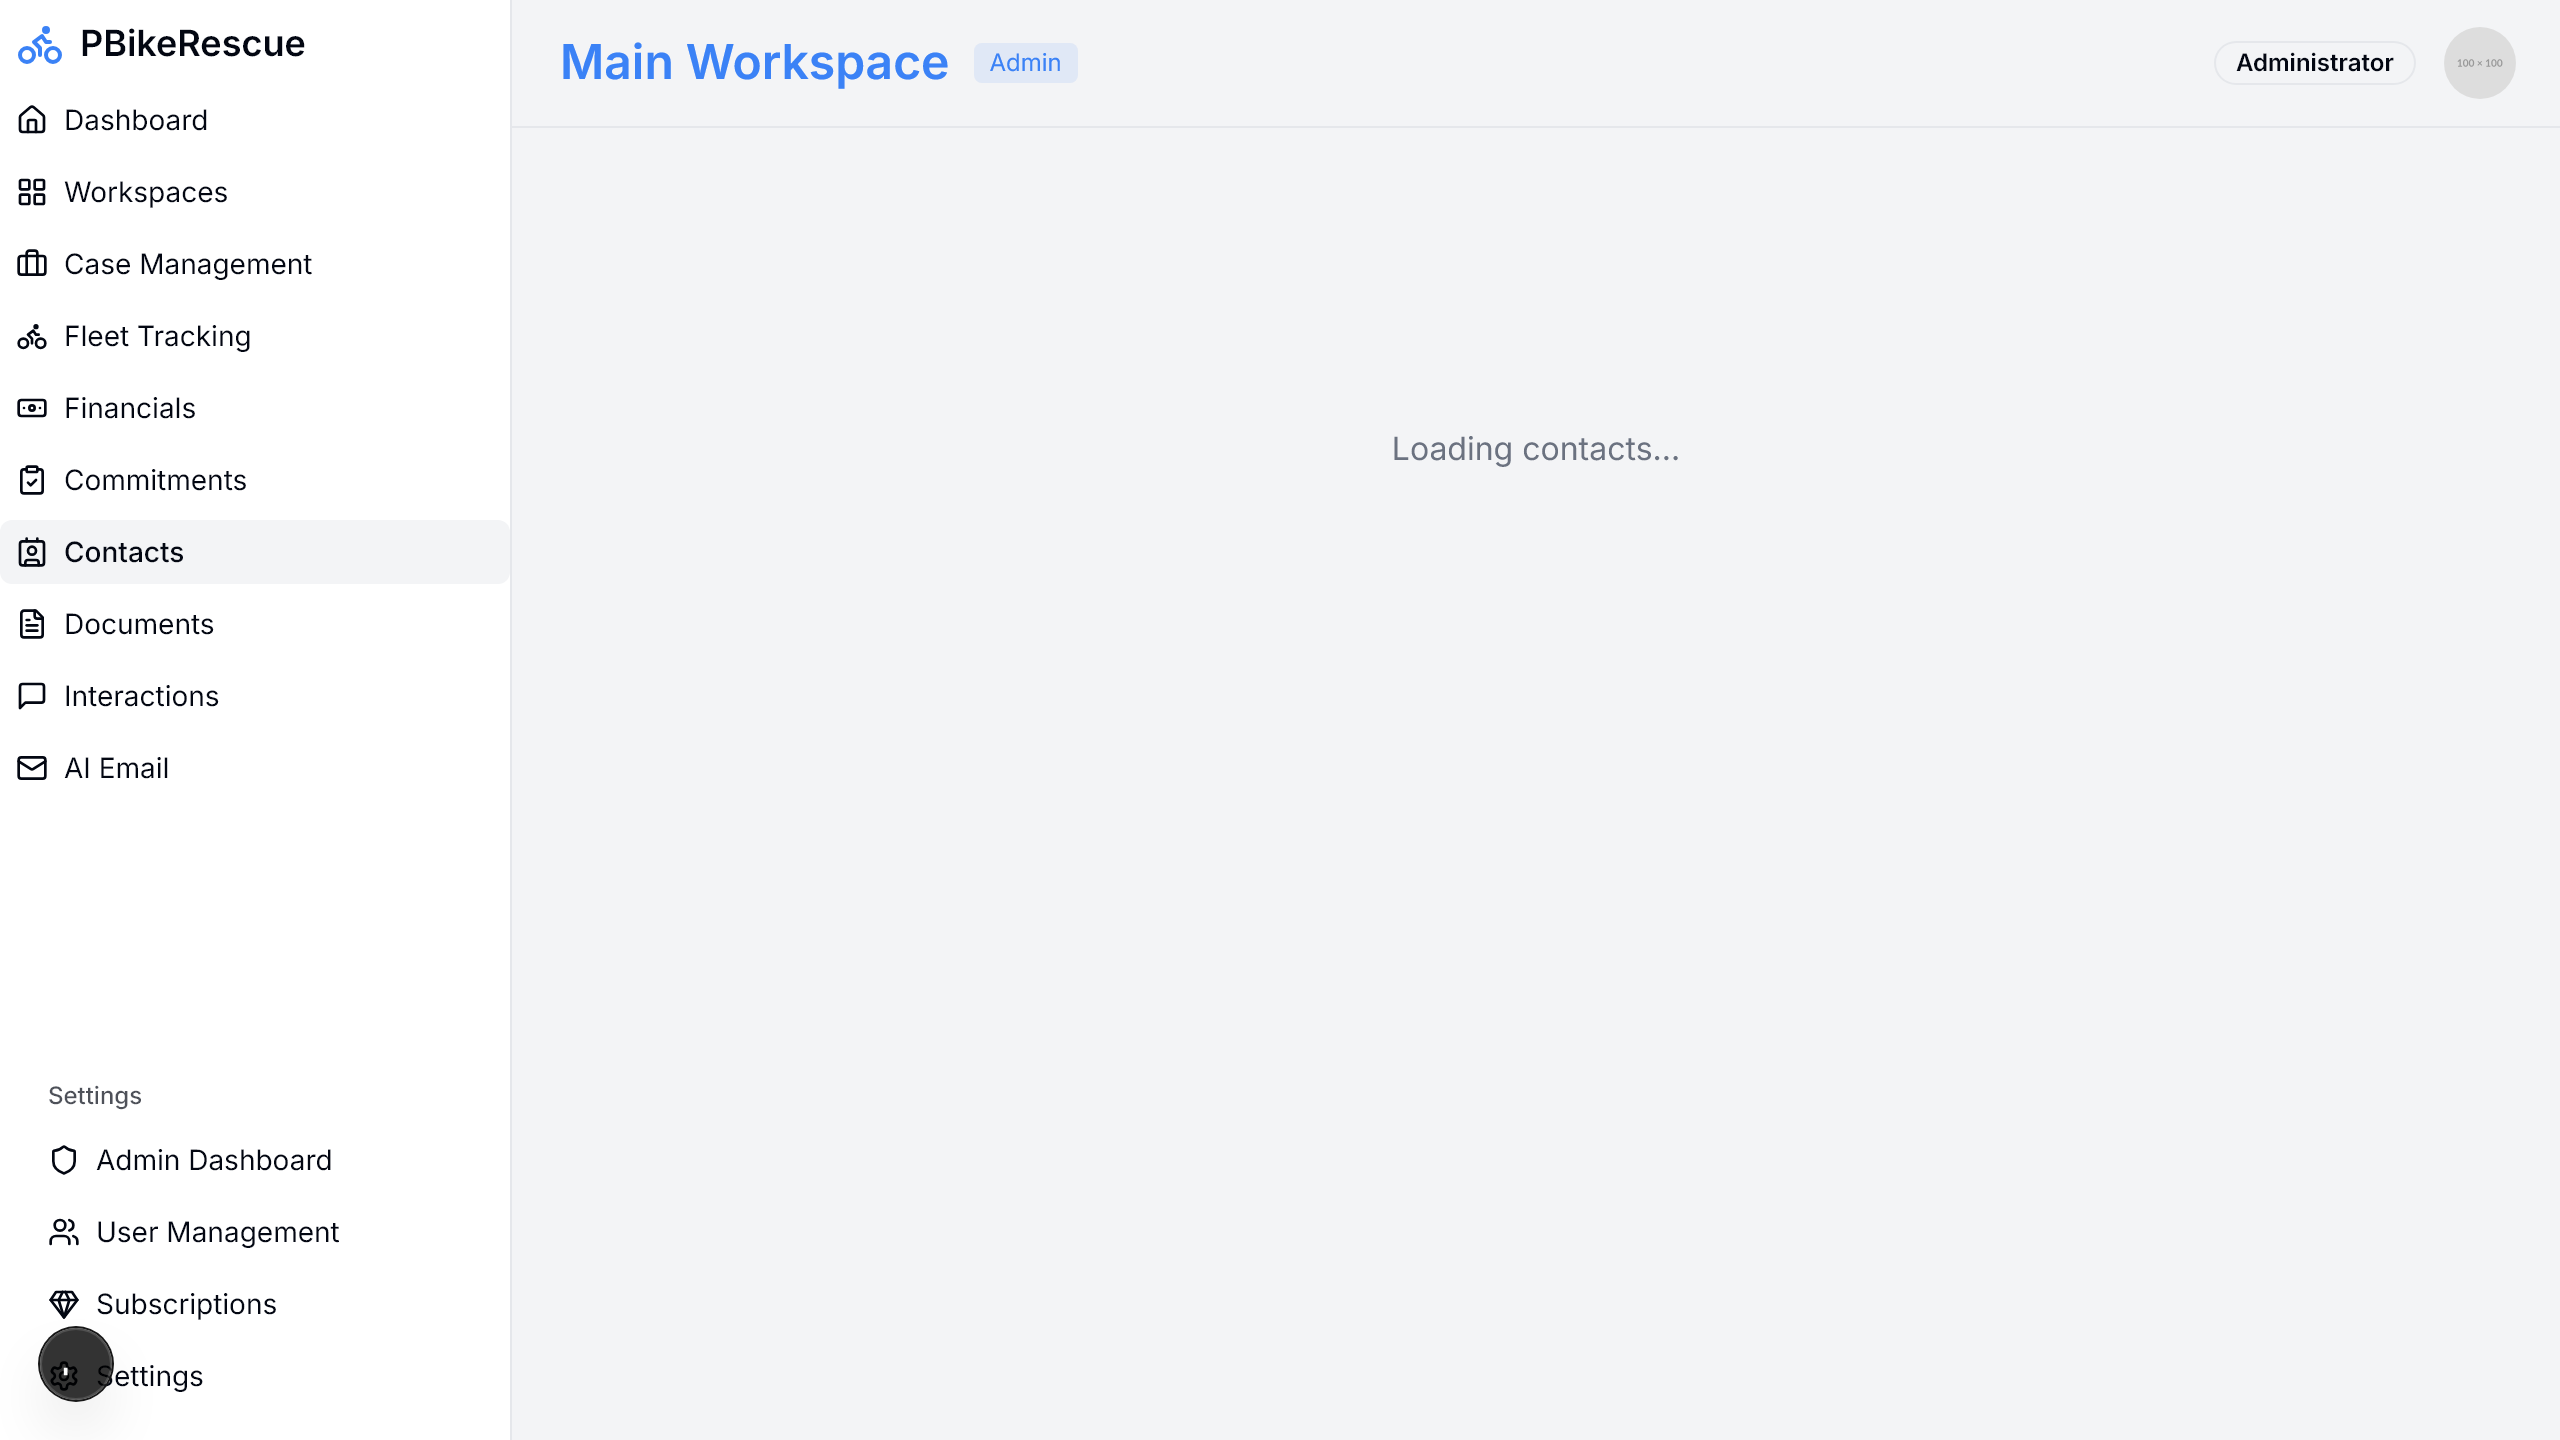 PBikeRescue
Dashboard
Workspaces
Case Management
Fleet Tracking
Financials
Commitments
Contacts
Documents
Interactions
AI Email
Settings
Admin Dashboard
User Management
Subscriptions
Settings
Main Workspace
Admin
Administrator
100 × 100
Loading contacts...